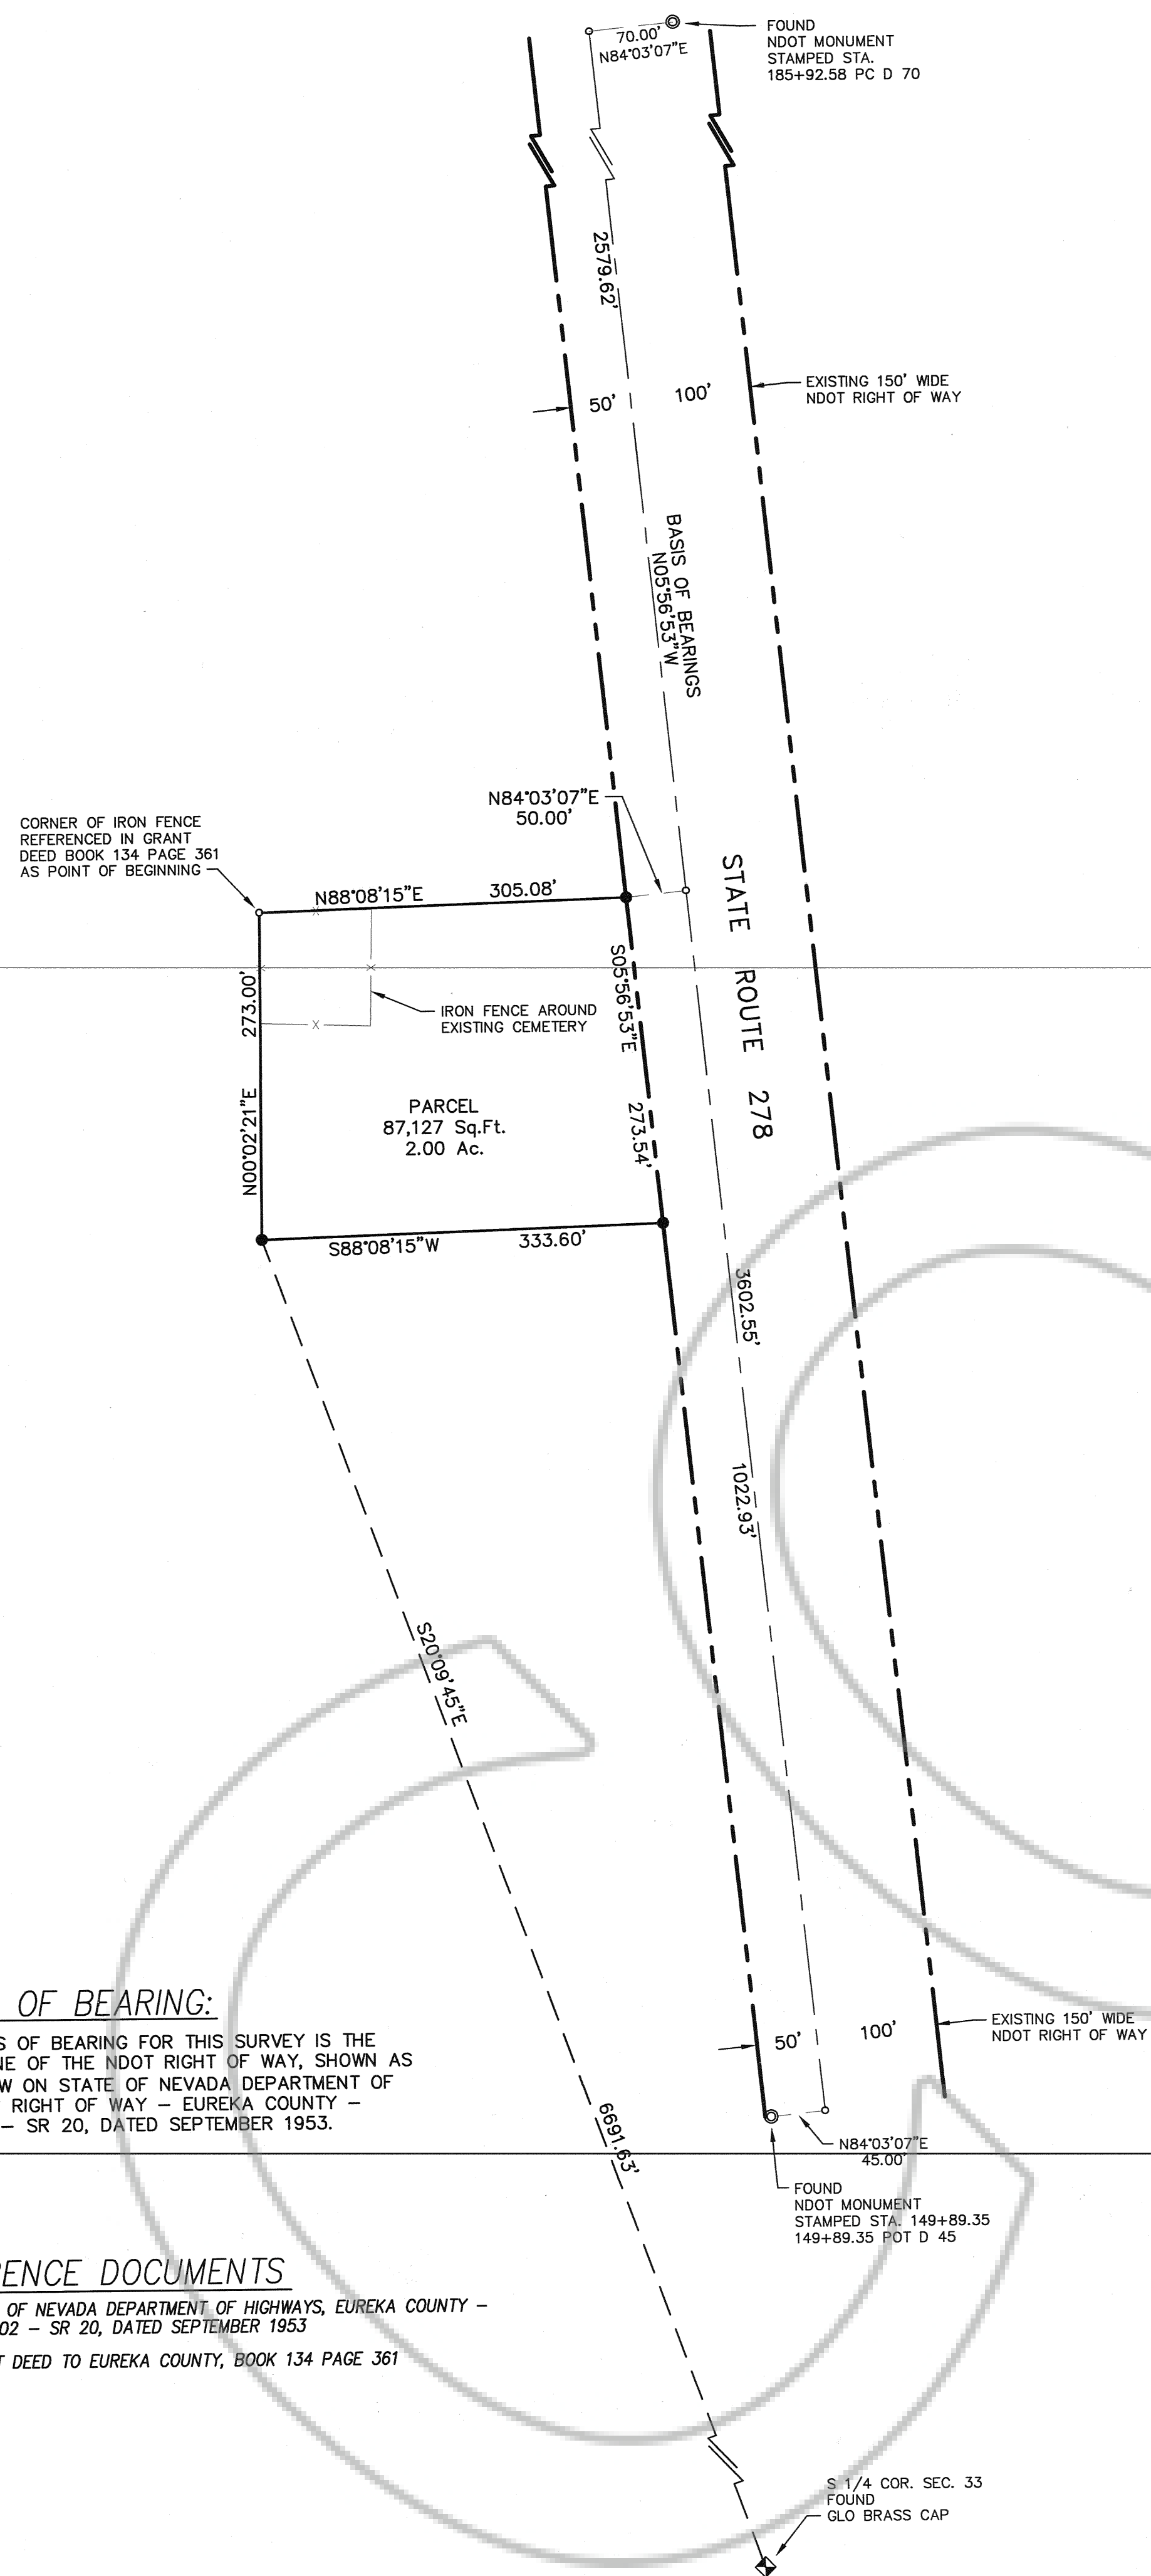 FOUND
NDOT MONUMENT
STAMPED STA.
185+92.58 PC D 70
70.00'
N84°03'07"E
2579.62'
50'
100'
EXISTING 150' WIDE
NDOT RIGHT OF WAY
BASIS OF BEARINGS
N05°56'53"W
N84°03'07"E
50.00'
CORNER OF IRON FENCE
REFERENCED IN GRANT
DEED BOOK 134 PAGE 361
AS POINT OF BEGINNING
N88°08'15"E 305.08'
STATE ROUTE 278
S05°56'53"E 273.54'
N00°02'21"E 273.00'
IRON FENCE AROUND
EXISTING CEMETERY
PARCEL
87,127 Sq.Ft.
2.00 Ac.
S88°08'15"W 333.60'
3602.55'
1022.93'
S20°09'45"E
6691.63'
OF BEARING:
S OF BEARING FOR THIS SURVEY IS THE
NE OF THE NDOT RIGHT OF WAY, SHOWN AS
W ON STATE OF NEVADA DEPARTMENT OF
RIGHT OF WAY – EUREKA COUNTY –
– SR 20, DATED SEPTEMBER 1953.
50'
100'
EXISTING 150' WIDE
NDOT RIGHT OF WAY
N84°03'07"E
45.00'
FOUND
NDOT MONUMENT
STAMPED STA. 149+89.35
149+89.35 POT D 45
RENCE DOCUMENTS
OF NEVADA DEPARTMENT OF HIGHWAYS, EUREKA COUNTY –
02 – SR 20, DATED SEPTEMBER 1953
T DEED TO EUREKA COUNTY, BOOK 134 PAGE 361
S 1/4 COR. SEC. 33
FOUND
GLO BRASS CAP